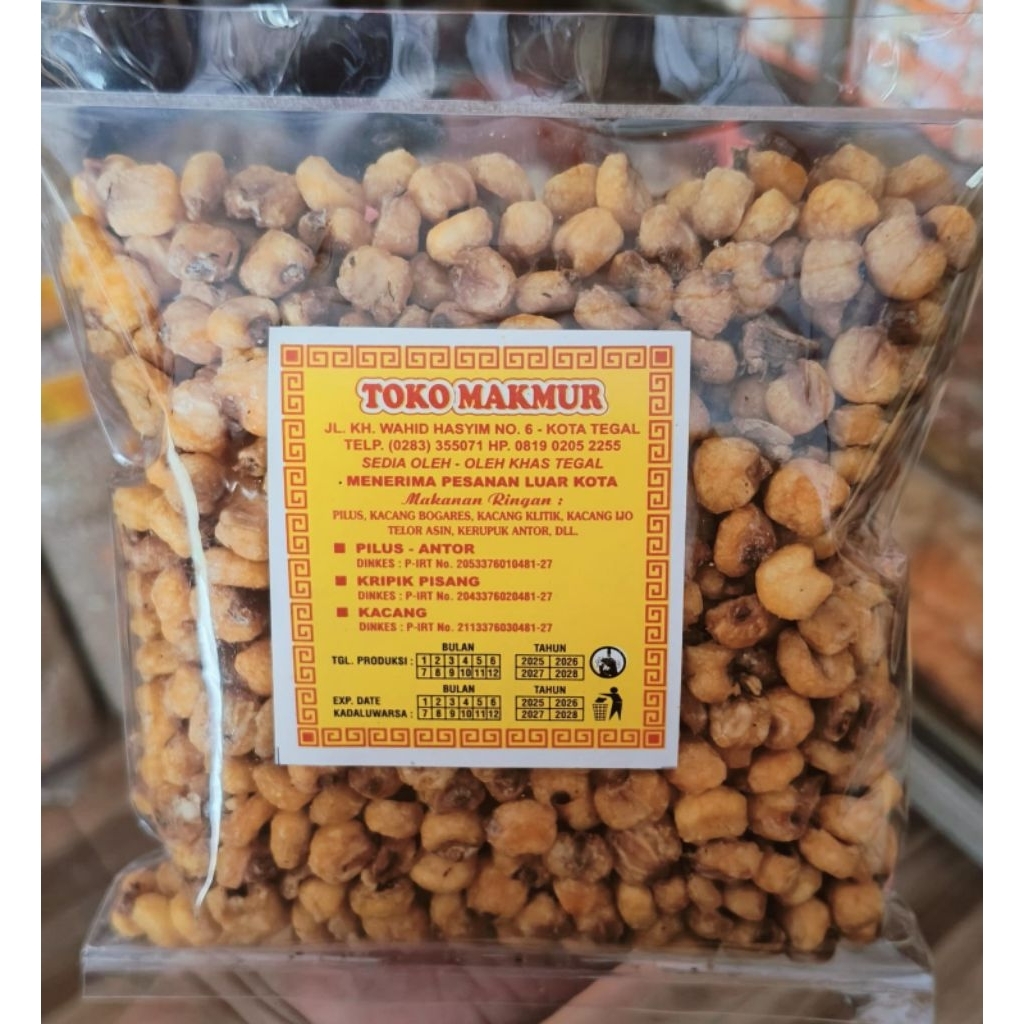 TOKO MAKMUR
JL. KH. WAHID HASYIM NO. 6 - KOTA TEGAL
TELP. (0283) 355071 HP. 0819 0205 2255
SEDIA OLEH - OLEH KHAS TEGAL
MENERIMA PESANAN LUAR KOTA
Makanan Ringan :
PILUS, KACANG BOGARES, KACANG KLITIK, KACANG IJO
TELOR ASIN, KERUPUK ANTOR, DLL.
PILUS - ANTOR
DINKES : P-IRT No. 2053376010481-27
KRIPIK PISANG
DINKES : P-IRT No. 2043376020481-27
KACANG
DINKES : P-IRT No. 2113376030481-27
BULAN TAHUN
TGL. PRODUKSI : 1 2 3 4 5 6 2025 2026
7 8 9 10 11 12 2027 2028
BULAN TAHUN
EXP. DATE 1 2 3 4 5 6 2025 2026
KADALUWARSA : 7 8 9 10 11 12 2027 2028